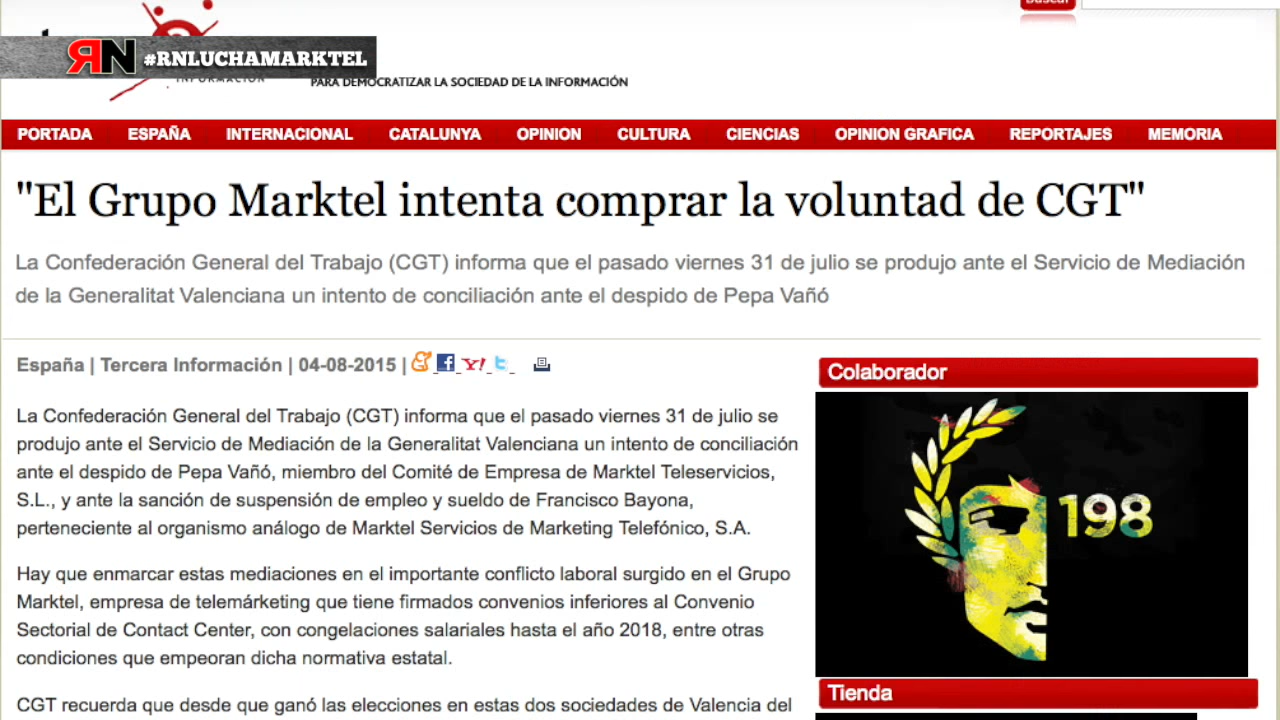 Buscar
ЯN #RNLUCHAMARKTEL
INFORMACIÓN
PARA DEMOCRATIZAR LA SOCIEDAD DE LA INFORMACIÓN
PORTADA ESPAÑA INTERNACIONAL CATALUNYA OPINION CULTURA CIENCIAS OPINION GRAFICA REPORTAJES MEMORIA
"El Grupo Marktel intenta comprar la voluntad de CGT"
La Confederación General del Trabajo (CGT) informa que el pasado viernes 31 de julio se produjo ante el Servicio de Mediación
de la Generalitat Valenciana un intento de conciliación ante el despido de Pepa Vañó
España | Tercera Información | 04-08-2015 |
La Confederación General del Trabajo (CGT) informa que el pasado viernes 31 de julio se
produjo ante el Servicio de Mediación de la Generalitat Valenciana un intento de conciliación
ante el despido de Pepa Vañó, miembro del Comité de Empresa de Marktel Teleservicios,
S.L., y ante la sanción de suspensión de empleo y sueldo de Francisco Bayona,
perteneciente al organismo análogo de Marktel Servicios de Marketing Telefónico, S.A.
Hay que enmarcar estas mediaciones en el importante conflicto laboral surgido en el Grupo
Marktel, empresa de telemárketing que tiene firmados convenios inferiores al Convenio
Sectorial de Contact Center, con congelaciones salariales hasta el año 2018, entre otras
condiciones que empeoran dicha normativa estatal.
CGT recuerda que desde que ganó las elecciones en estas dos sociedades de Valencia del
Colaborador
198
Tienda